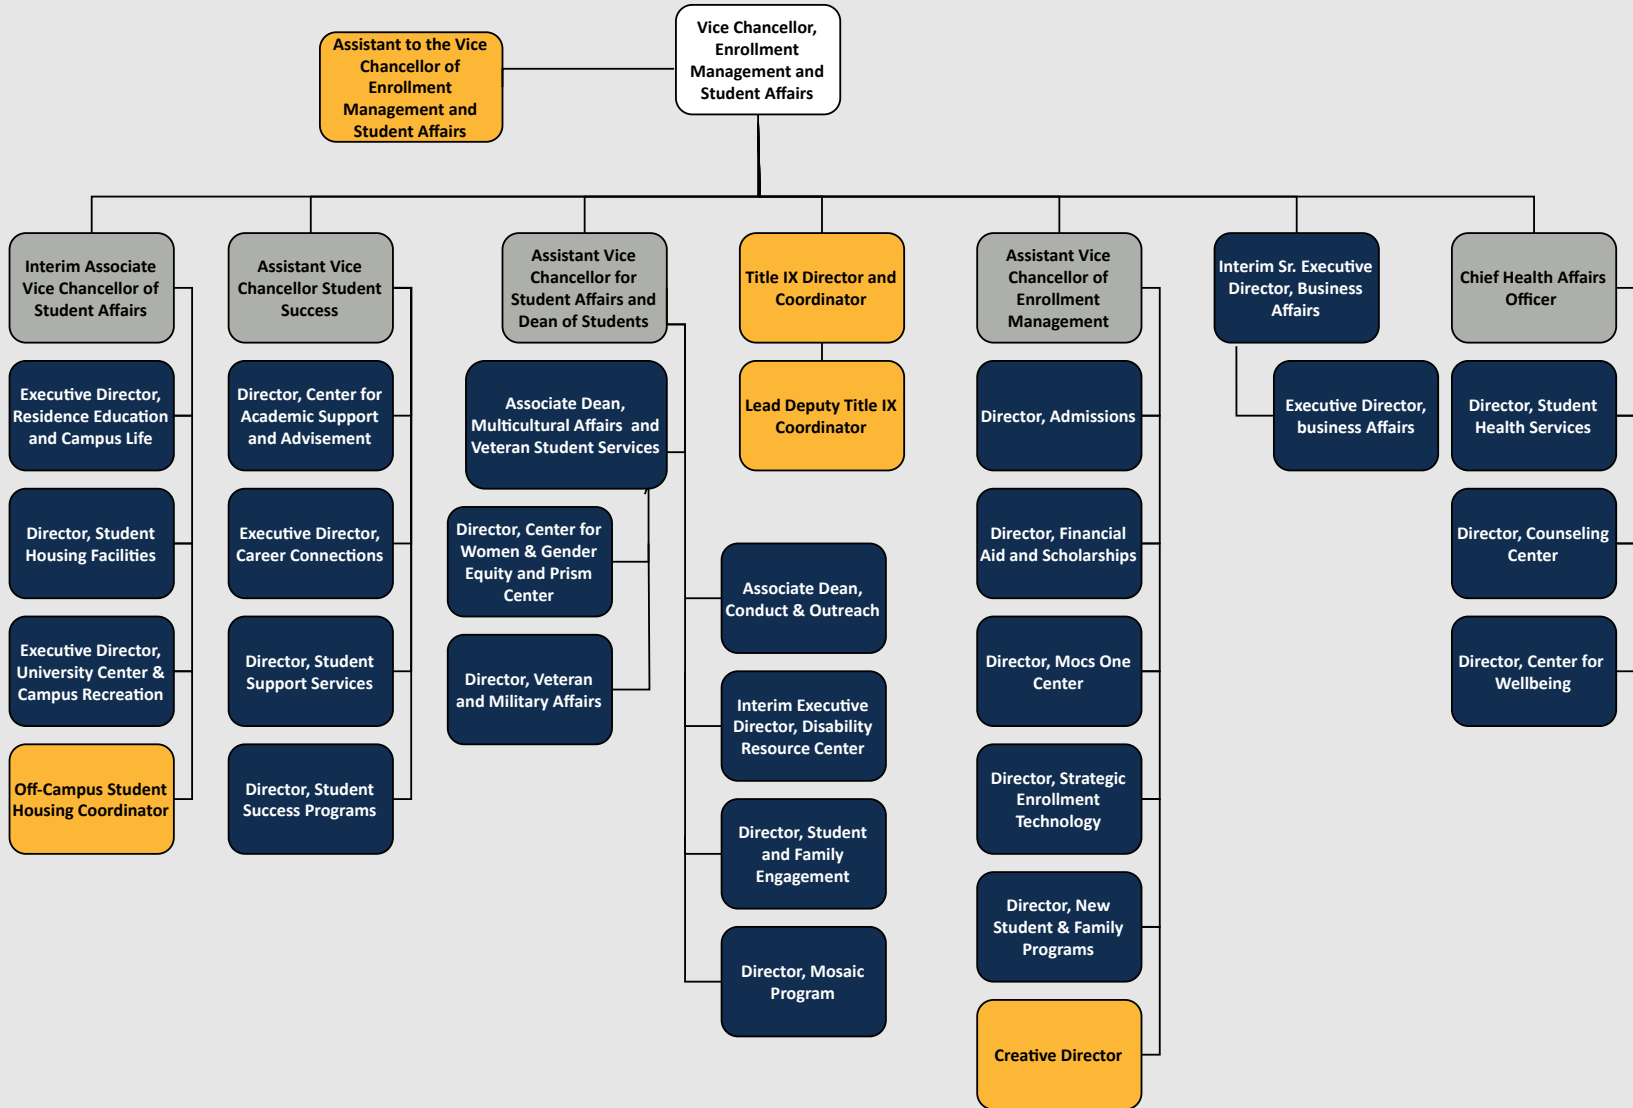 Assistant to the Vice
Chancellor of
Enrollment
Management and
Student Affairs
Vice Chancellor,
Enrollment
Management and
Student Affairs
Interim Associate
Vice Chancellor of
Student Affairs
Executive Director,
Residence Education
and Campus Life
Director, Student
Housing Facilities
Executive Director,
University Center &
Campus Recreation
Off-Campus Student
Housing Coordinator
Assistant Vice
Chancellor Student
Success
Director, Center for
Academic Support
and Advisement
Executive Director,
Career Connections
Director, Student
Support Services
Director, Student
Success Programs
Assistant Vice
Chancellor for
Student Affairs and
Dean of Students
Associate Dean,
Multicultural Affairs and
Veteran Student Services
Director, Center for
Women & Gender
Equity and Prism
Center
Director, Veteran
and Military Affairs
Associate Dean,
Conduct & Outreach
Interim Executive
Director, Disability
Resource Center
Director, Student
and Family
Engagement
Director, Mosaic
Program
Title IX Director and
Coordinator
Lead Deputy Title IX
Coordinator
Assistant Vice
Chancellor of
Enrollment
Management
Director, Admissions
Director, Financial
Aid and Scholarships
Director, Mocs One
Center
Director, Strategic
Enrollment
Technology
Director, New
Student & Family
Programs
Creative Director
Interim Sr. Executive
Director, Business
Affairs
Executive Director,
business Affairs
Chief Health Affairs
Officer
Director, Student
Health Services
Director, Counseling
Center
Director, Center for
Wellbeing